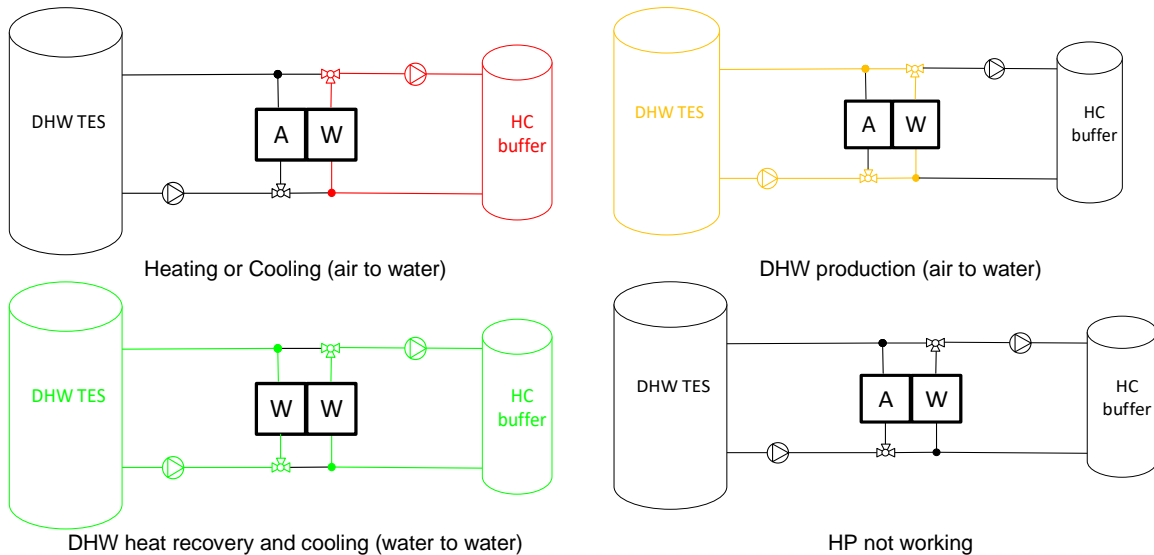 DHW TES
A
W
HC
buffer
Heating or Cooling (air to water)
DHW TES
A
W
HC
buffer
DHW production (air to water)
DHW TES
W
W
HC
buffer
DHW heat recovery and cooling (water to water)
DHW TES
A
W
HC
buffer
HP not working